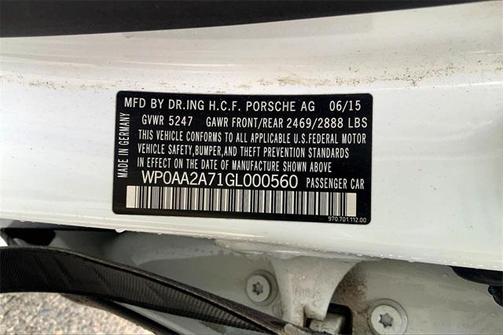 MFD BY DR.ING H.C.F. PORSCHE AG 06/15
GVWR 5247 GAWR FRONT/REAR 2469/2888 LBS
THIS VEHICLE CONFORMS TO ALL APPLICABLE U.S.FEDERAL MOTOR
VEHICLE SAFETY,BUMPER,AND THEFT PREVENTION STANDARDS
IN EFFECT ON THE DATE OF MANUFACTURE SHOWN ABOVE.
WP0AA2A71GL000560 PASSENGER CAR
MADE IN GERMANY
970.701.112.00